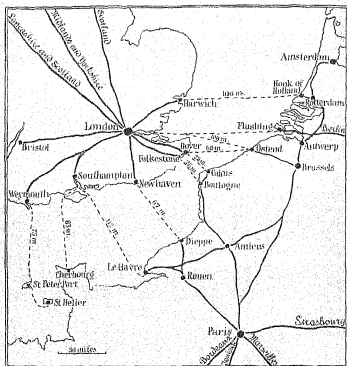 Lancashire and Scotland
Midlands and Yorkshire
Scotland
Amsterdam
Hook of
Holland
Rotterdam
Harwich
London
Flushing
Berlin
Bristol
Dover
Ostend
Antwerp
Folkestone
Brussels
Southampton
Calais
Newhaven
Boulogne
Weymouth
Dieppe
Amiens
Cherbourg
Le Havre
Rouen
St Peter Port
St Helier
Paris
Strasbourg
Bordeaux
Marseilles
30 miles